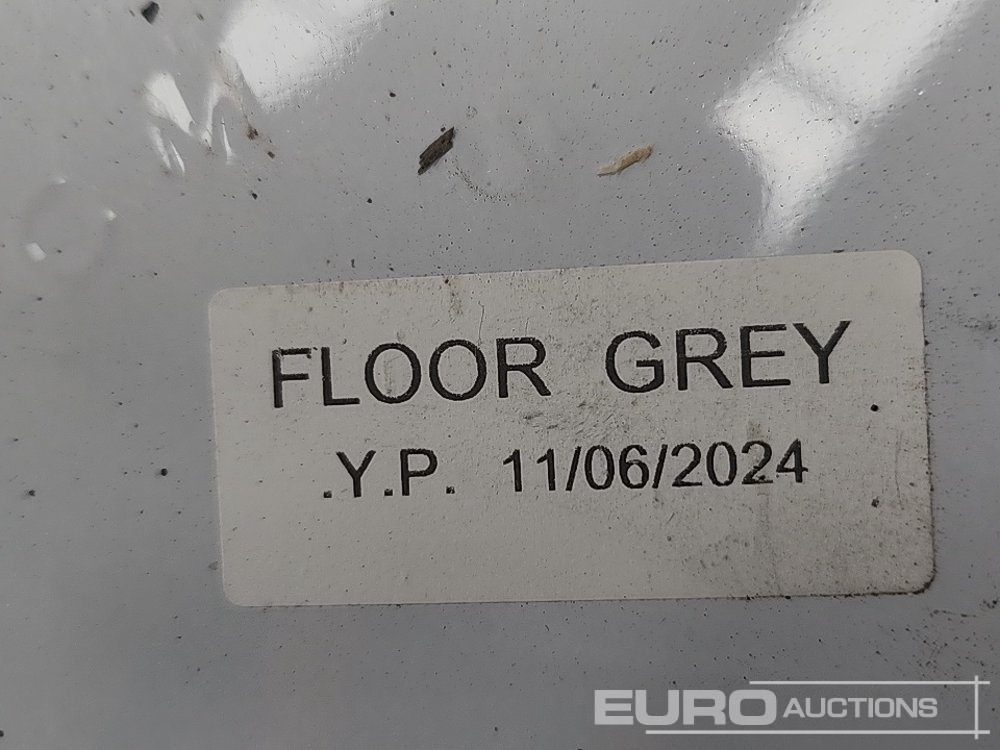 FLOOR GREY
.Y.P. 11/06/2024
EURO AUCTIONS